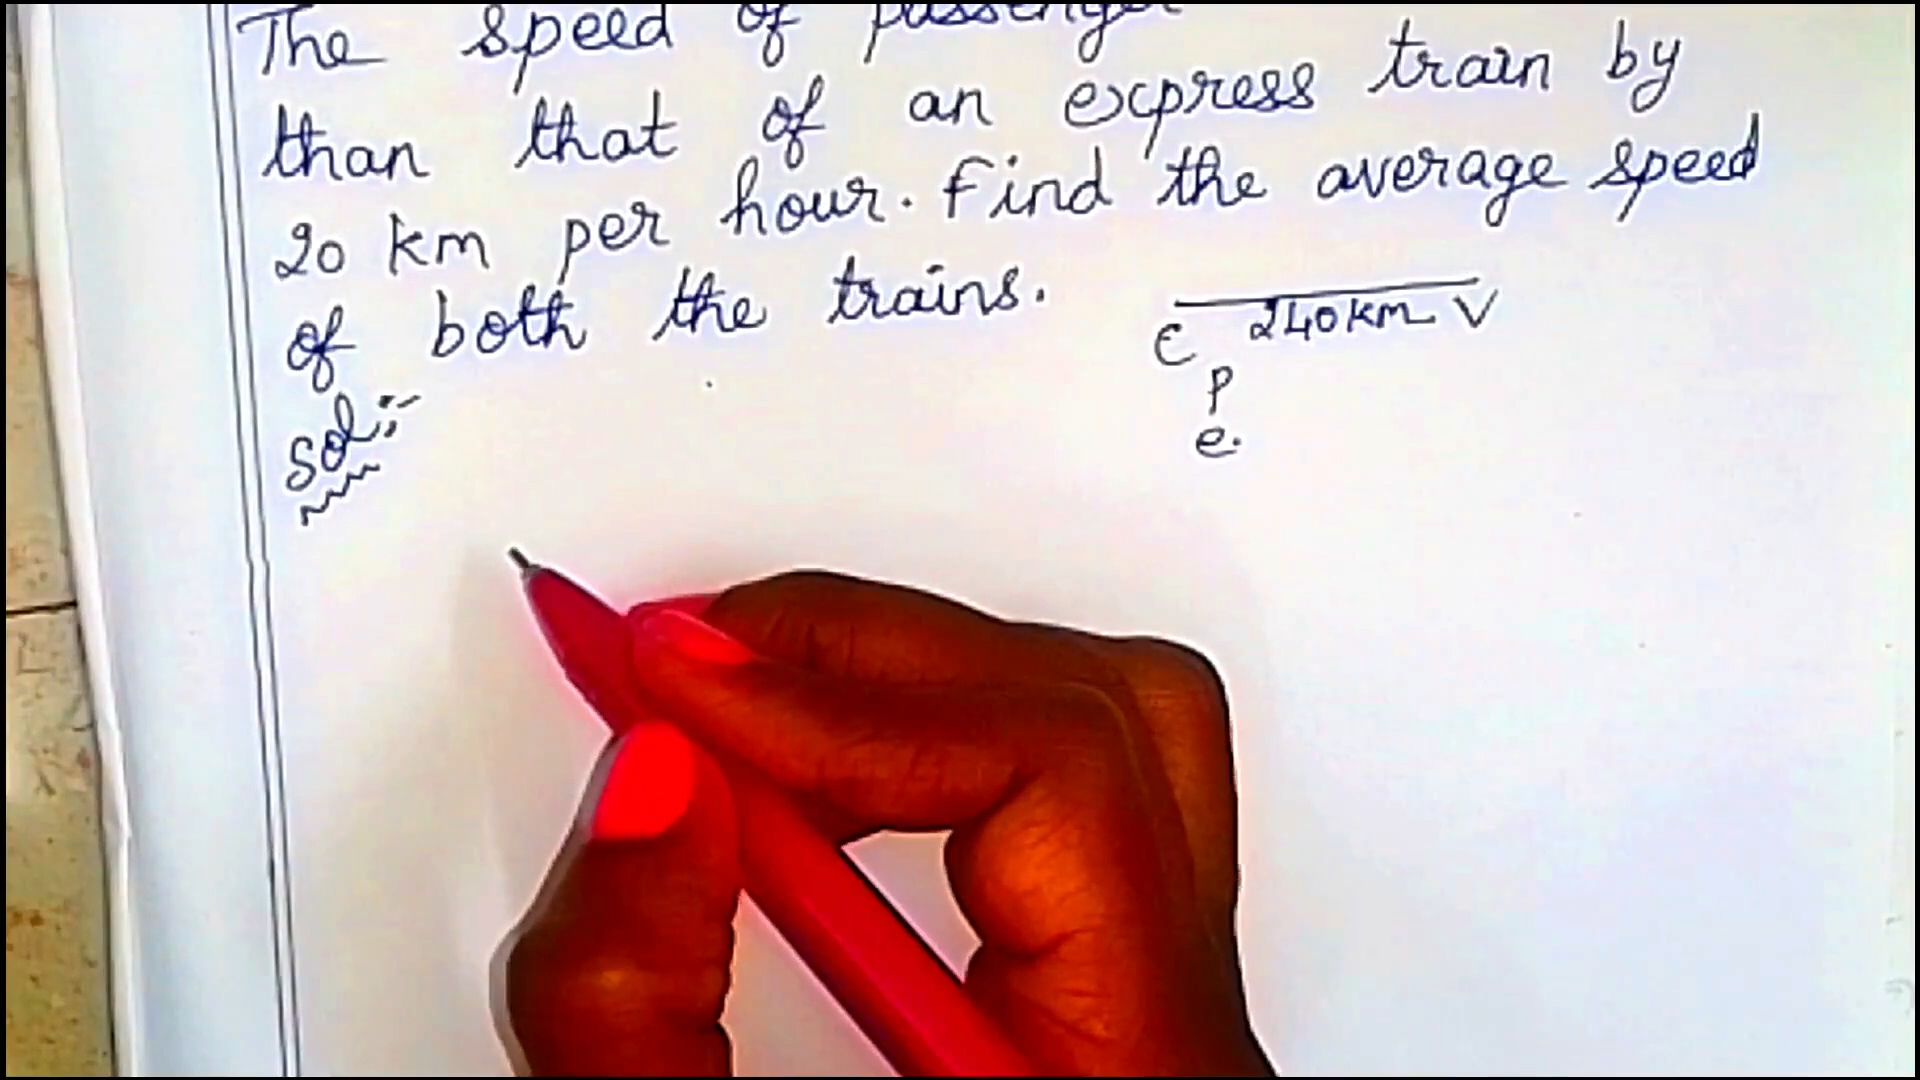 The speed of passenger
than that of an express train by
20 km per hour. Find the average speed
of both the trains.
240 km V
C
p
e.
Sol:-